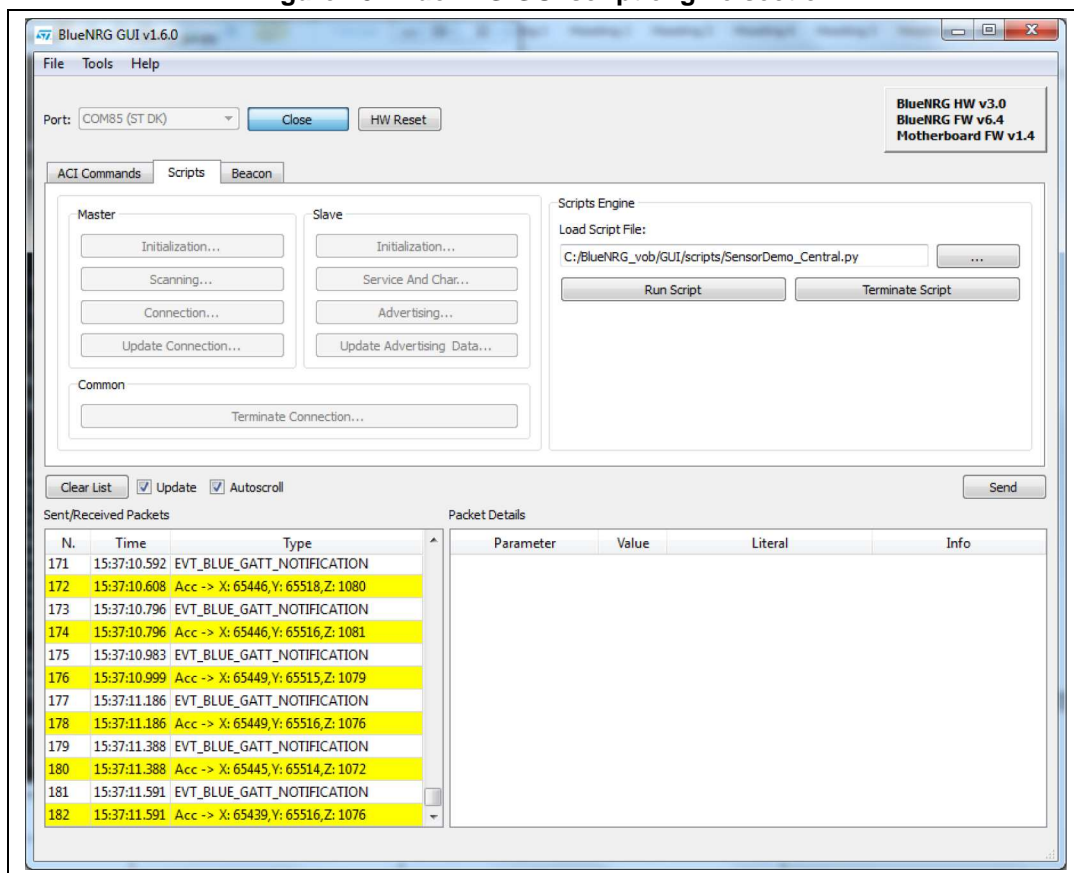 BlueNRG GUI v1.6.0
File Tools Help
Port: COM85 (ST DK) Close HW Reset
BlueNRG HW v3.0
BlueNRG FW v6.4
Motherboard FW v1.4
ACI Commands Scripts Beacon
Master
Initialization...
Scanning...
Connection...
Update Connection...
Slave
Initialization...
Service And Char...
Advertising...
Update Advertising Data...
Common
Terminate Connection...
Scripts Engine
Load Script File:
C:/BlueNRG_vob/GUI/scripts/SensorDemo_Central.py ...
Run Script Terminate Script
Clear List Update Autoscroll Send
Sent/Received Packets
N. Time Type
171 15:37:10.592 EVT_BLUE_GATT_NOTIFICATION
172 15:37:10.608 Acc -> X: 65446,Y: 65518,Z: 1080
173 15:37:10.796 EVT_BLUE_GATT_NOTIFICATION
174 15:37:10.796 Acc -> X: 65446,Y: 65516,Z: 1081
175 15:37:10.983 EVT_BLUE_GATT_NOTIFICATION
176 15:37:10.999 Acc -> X: 65449,Y: 65515,Z: 1079
177 15:37:11.186 EVT_BLUE_GATT_NOTIFICATION
178 15:37:11.186 Acc -> X: 65449,Y: 65516,Z: 1076
179 15:37:11.388 EVT_BLUE_GATT_NOTIFICATION
180 15:37:11.388 Acc -> X: 65445,Y: 65514,Z: 1072
181 15:37:11.591 EVT_BLUE_GATT_NOTIFICATION
182 15:37:11.591 Acc -> X: 65439,Y: 65516,Z: 1076
Packet Details
Parameter Value Literal Info